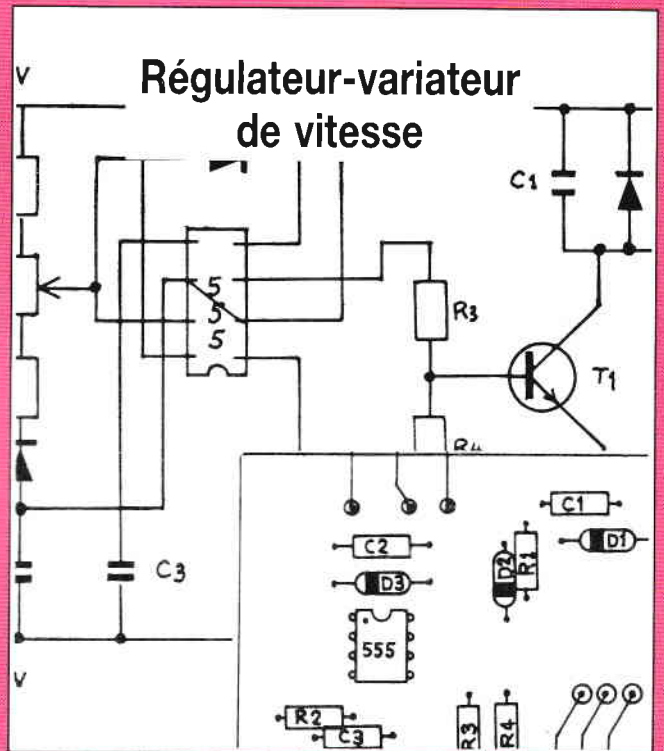 Régulateur-variateur
de vitesse
V
C1
5
5
5
R3
T1
R4
C3
V
C1
C2
D1
R1
D2
D3
555
R2
C3
R3
R4